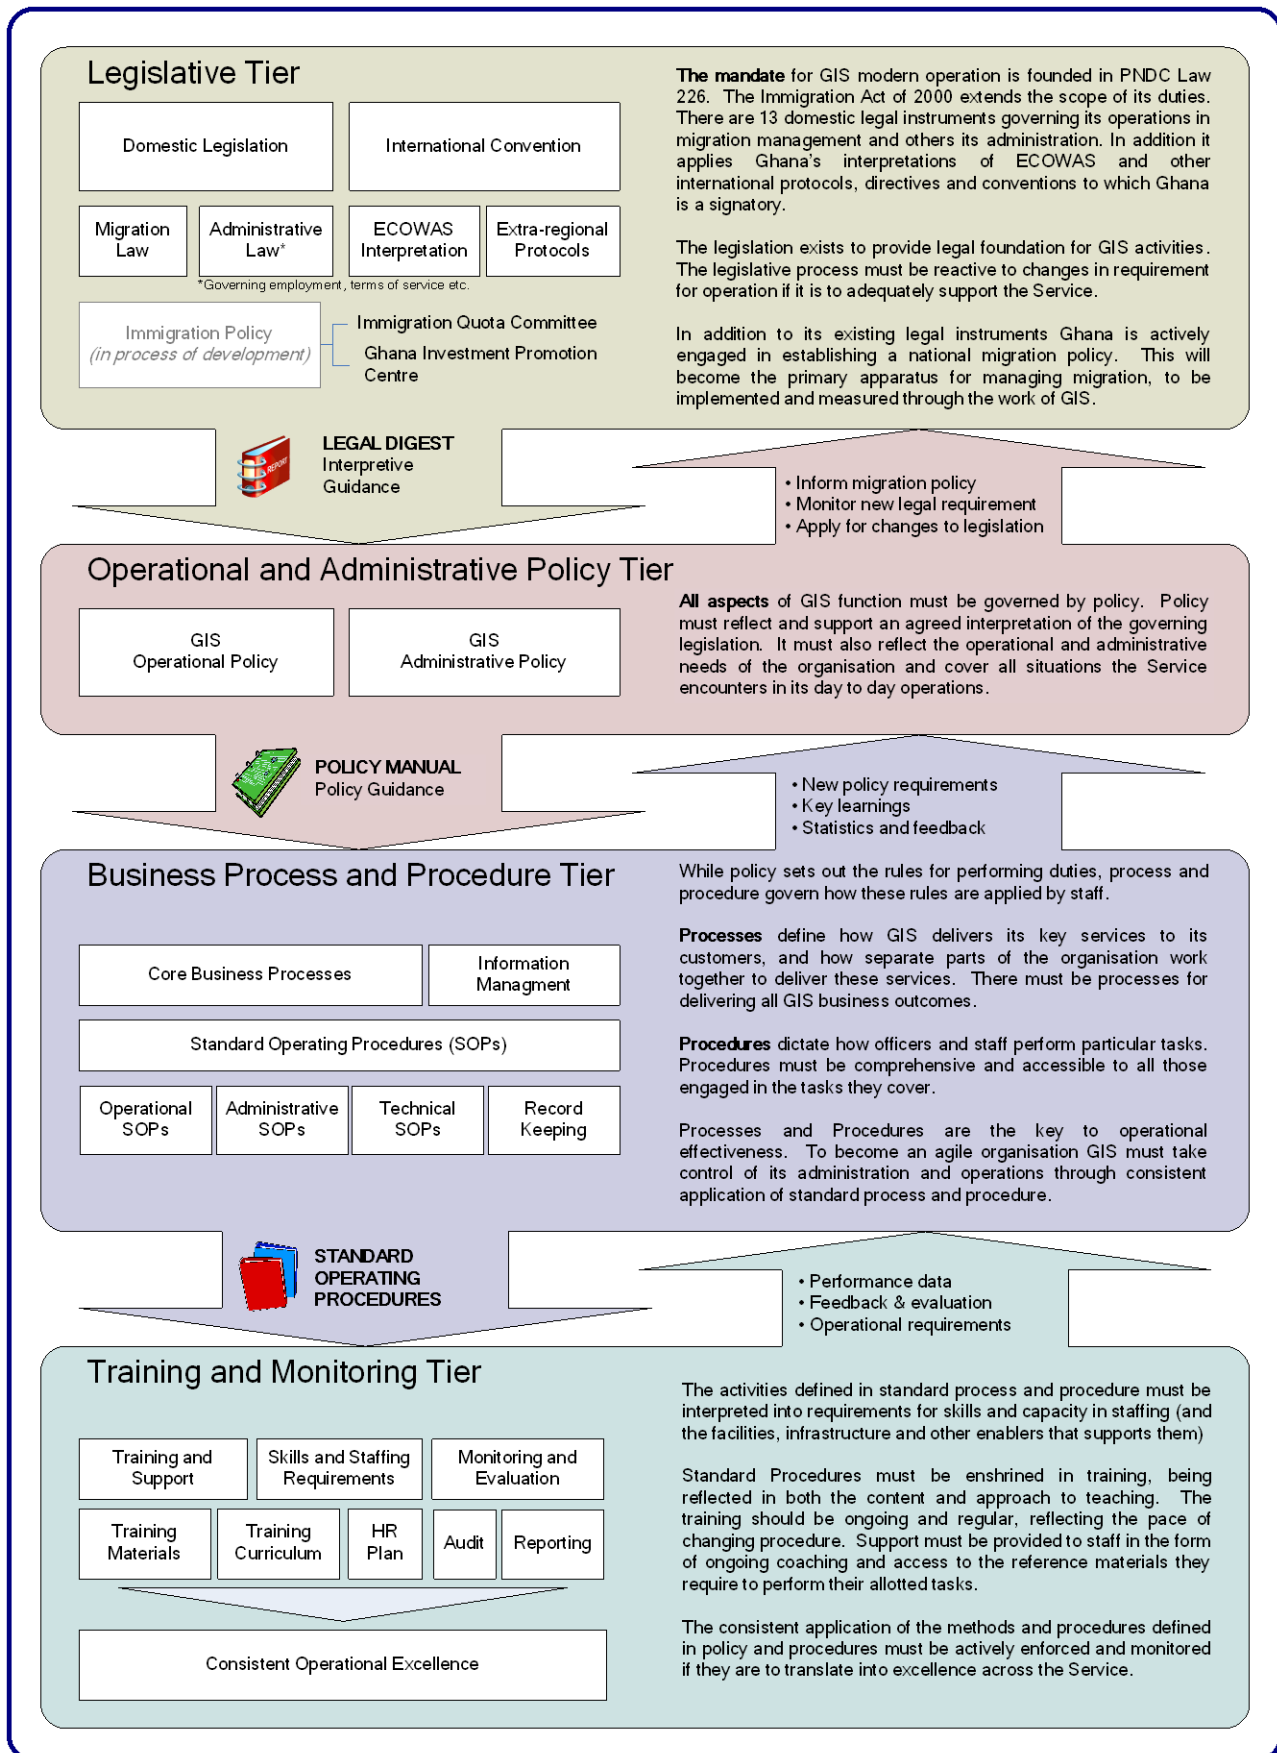 Legislative Tier
Domestic Legislation
International Convention
Migration
Law
Administrative
Law*
ECOWAS
Interpretation
Extra-regional
Protocols
*Governing employment, terms of service etc.
Immigration Policy
(in process of development)
Immigration Quota Committee
Ghana Investment Promotion
Centre
The mandate for GIS modern operation is founded in PNDC Law
226. The Immigration Act of 2000 extends the scope of its duties.
There are 13 domestic legal instruments governing its operations in
migration management and others its administration. In addition it
applies Ghana's interpretations of ECOWAS and other
international protocols, directives and conventions to which Ghana
is a signatory.
The legislation exists to provide legal foundation for GIS activities.
The legislative process must be reactive to changes in requirement
for operation if it is to adequately support the Service.
In addition to its existing legal instruments Ghana is actively
engaged in establishing a national migration policy. This will
become the primary apparatus for managing migration, to be
implemented and measured through the work of GIS.
REPORT
LEGAL DIGEST
Interpretive
Guidance
• Inform migration policy
• Monitor new legal requirement
• Apply for changes to legislation
Operational and Administrative Policy Tier
GIS
Operational Policy
GIS
Administrative Policy
All aspects of GIS function must be governed by policy. Policy
must reflect and support an agreed interpretation of the governing
legislation. It must also reflect the operational and administrative
needs of the organisation and cover all situations the Service
encounters in its day to day operations.
POLICY MANUAL
Policy Guidance
• New policy requirements
• Key learnings
• Statistics and feedback
Business Process and Procedure Tier
Core Business Processes
Information
Managment
Standard Operating Procedures (SOPs)
Operational
SOPs
Administrative
SOPs
Technical
SOPs
Record
Keeping
While policy sets out the rules for performing duties, process and
procedure govern how these rules are applied by staff.
Processes define how GIS delivers its key services to its
customers, and how separate parts of the organisation work
together to deliver these services. There must be processes for
delivering all GIS business outcomes.
Procedures dictate how officers and staff perform particular tasks.
Procedures must be comprehensive and accessible to all those
engaged in the tasks they cover.
Processes and Procedures are the key to operational
effectiveness. To become an agile organisation GIS must take
control of its administration and operations through consistent
application of standard process and procedure.
STANDARD
OPERATING
PROCEDURES
• Performance data
• Feedback & evaluation
• Operational requirements
Training and Monitoring Tier
Training and
Support
Skills and Staffing
Requirements
Monitoring and
Evaluation
Training
Materials
Training
Curriculum
HR
Plan
Audit
Reporting
Consistent Operational Excellence
The activities defined in standard process and procedure must be
interpreted into requirements for skills and capacity in staffing (and
the facilities, infrastructure and other enablers that supports them)
Standard Procedures must be enshrined in training, being
reflected in both the content and approach to teaching. The
training should be ongoing and regular, reflecting the pace of
changing procedure. Support must be provided to staff in the form
of ongoing coaching and access to the reference materials they
require to perform their allotted tasks.
The consistent application of the methods and procedures defined
in policy and procedures must be actively enforced and monitored
if they are to translate into excellence across the Service.